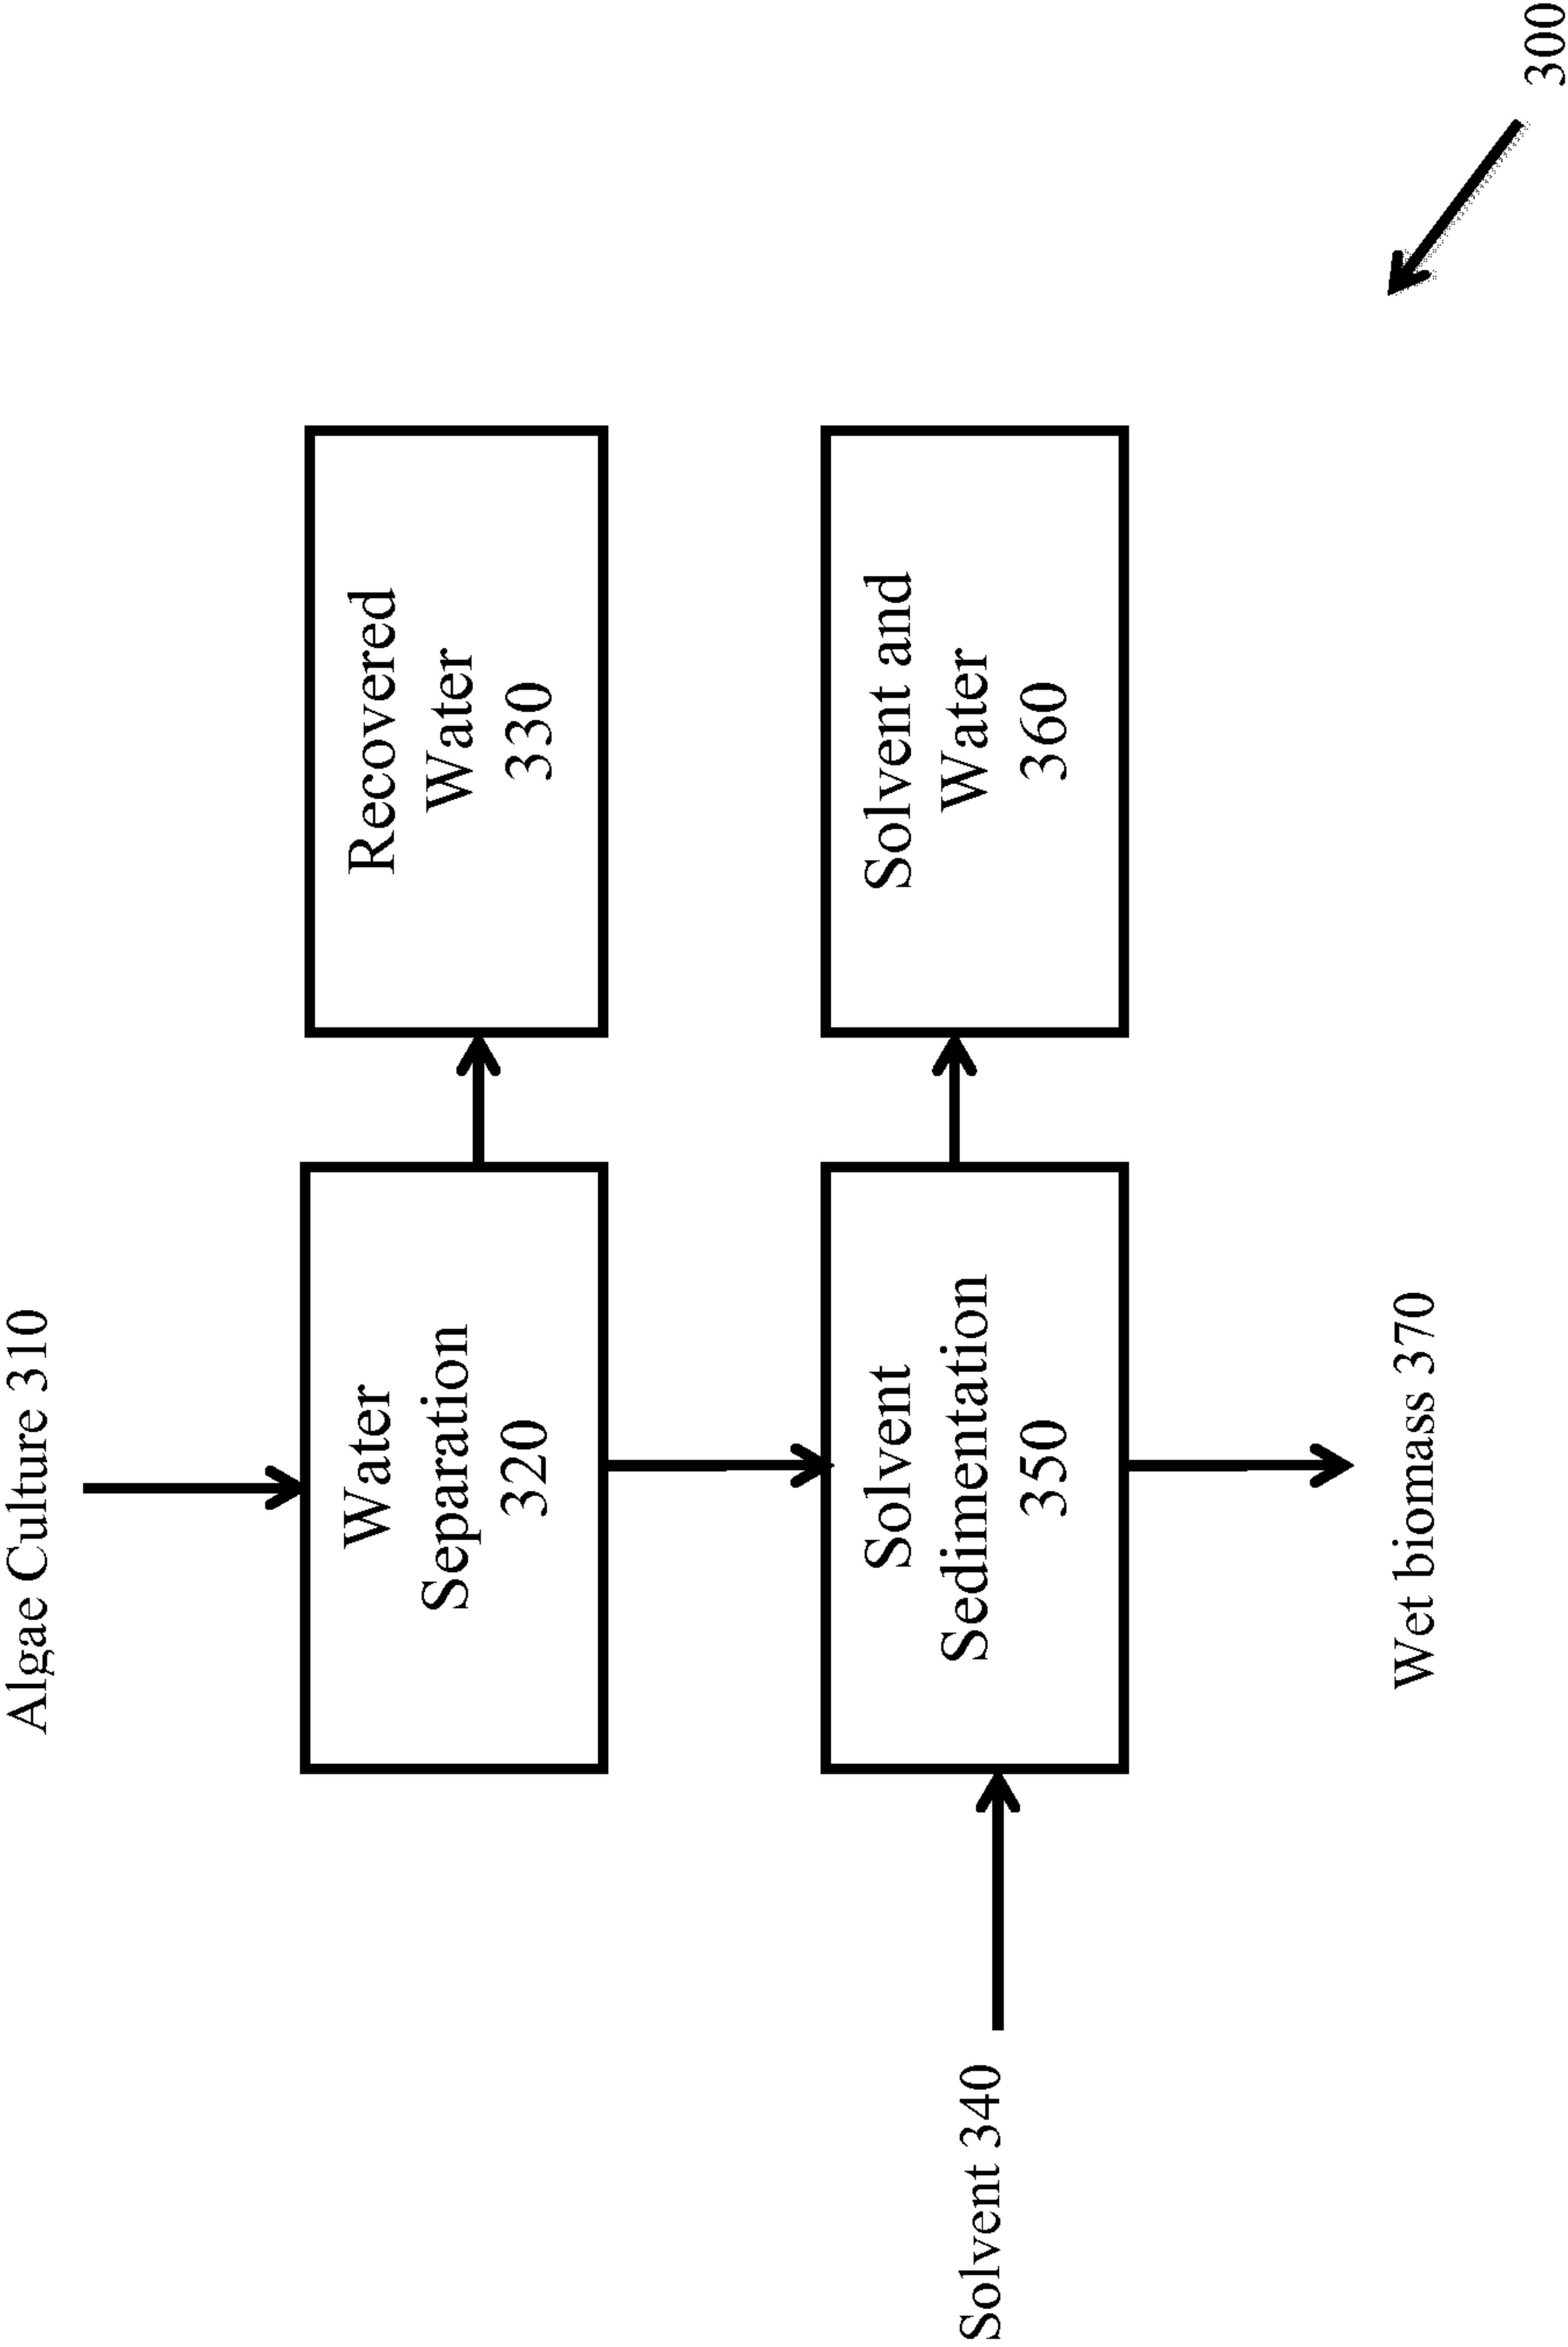 Algae Culture 310
Water
Separation
320
Recovered
Water
330
Solvent 340
Solvent
Sedimentation
350
Solvent and
Water
360
Wet biomass 370
300